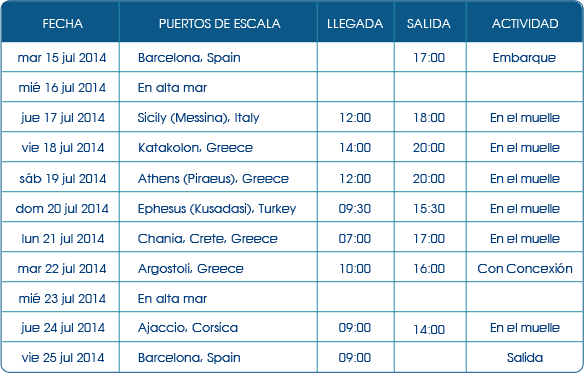 FECHA PUERTOS DE ESCALA LLEGADA SALIDA ACTIVIDAD
mar 15 jul 2014 Barcelona, Spain 17:00 Embarque
mié 16 jul 2014 En alta mar
jue 17 jul 2014 Sicily (Messina), Italy 12:00 18:00 En el muelle
vie 18 jul 2014 Katakolon, Greece 14:00 20:00 En el muelle
sáb 19 jul 2014 Athens (Piraeus), Greece 12:00 20:00 En el muelle
dom 20 jul 2014 Ephesus (Kusadasi), Turkey 09:30 15:30 En el muelle
lun 21 jul 2014 Chania, Crete, Greece 07:00 17:00 En el muelle
mar 22 jul 2014 Argostoli, Greece 10:00 16:00 Con Concexión
mié 23 jul 2014 En alta mar
jue 24 jul 2014 Ajaccio, Corsica 09:00 14:00 En el muelle
vie 25 jul 2014 Barcelona, Spain 09:00 Salida